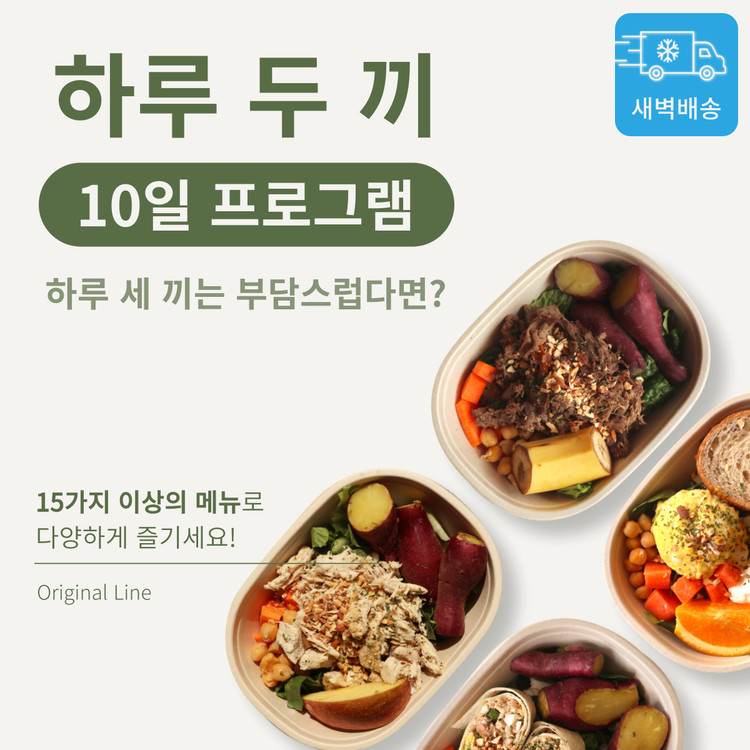 하루 두 끼
새벽배송
10일 프로그램
하루 세 끼는 부담스럽다면?
15가지 이상의 메뉴로
다양하게 즐기세요!
Original Line